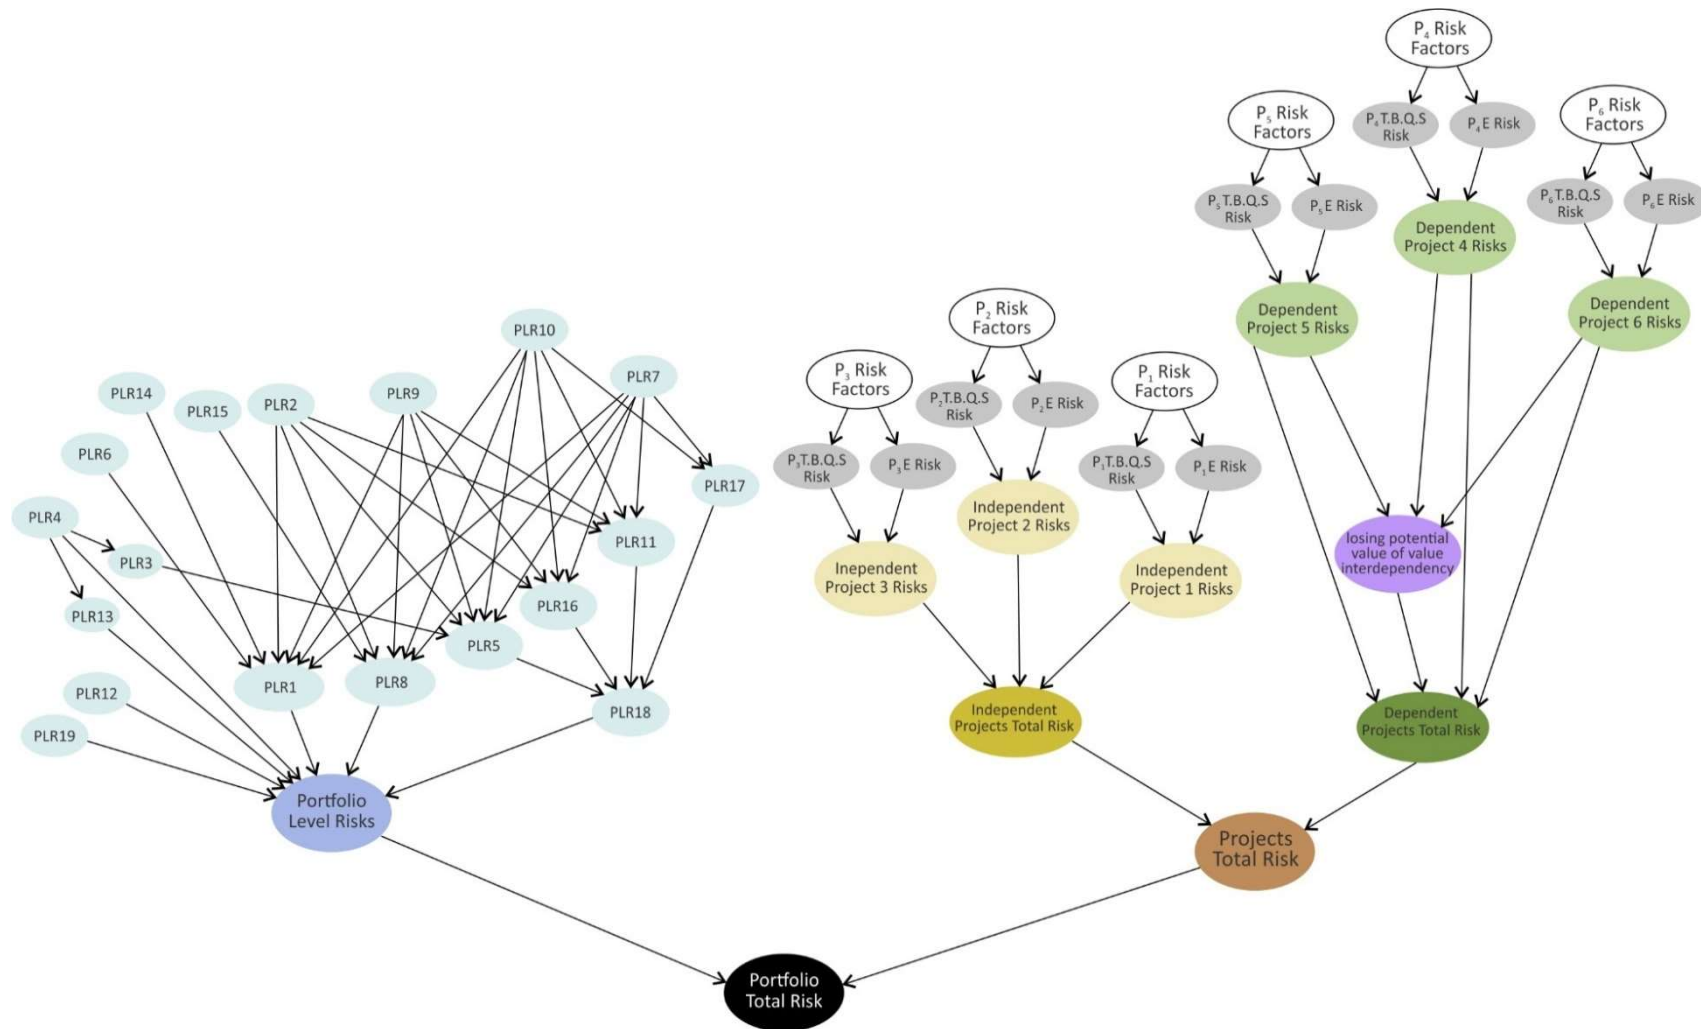 P4 Risk
Factors
P5 Risk
Factors
P6 Risk
Factors
P4 T.B.Q.S
Risk
P4 E Risk
P5 T.B.Q.S
Risk
P5 E Risk
P6 T.B.Q.S
Risk
P6 E Risk
Dependent
Project 4 Risks
Dependent
Project 5 Risks
Dependent
Project 6 Risks
P2 Risk
Factors
P3 Risk
Factors
P1 Risk
Factors
P2 T.B.Q.S
Risk
P2 E Risk
P3 T.B.Q.S
Risk
P3 E Risk
P1 T.B.Q.S
Risk
P1 E Risk
Independent
Project 2 Risks
Inependent
Project 3 Risks
Independent
Project 1 Risks
losing potential
value of value
interdependency
PLR10
PLR7
PLR14
PLR15
PLR2
PLR9
PLR6
PLR17
PLR4
PLR11
PLR3
PLR13
PLR16
PLR5
PLR12
PLR1
PLR8
PLR18
PLR19
Independent
Projects Total Risk
Dependent
Projects Total Risk
Portfolio
Level Risks
Projects
Total Risk
Portfolio
Total Risk